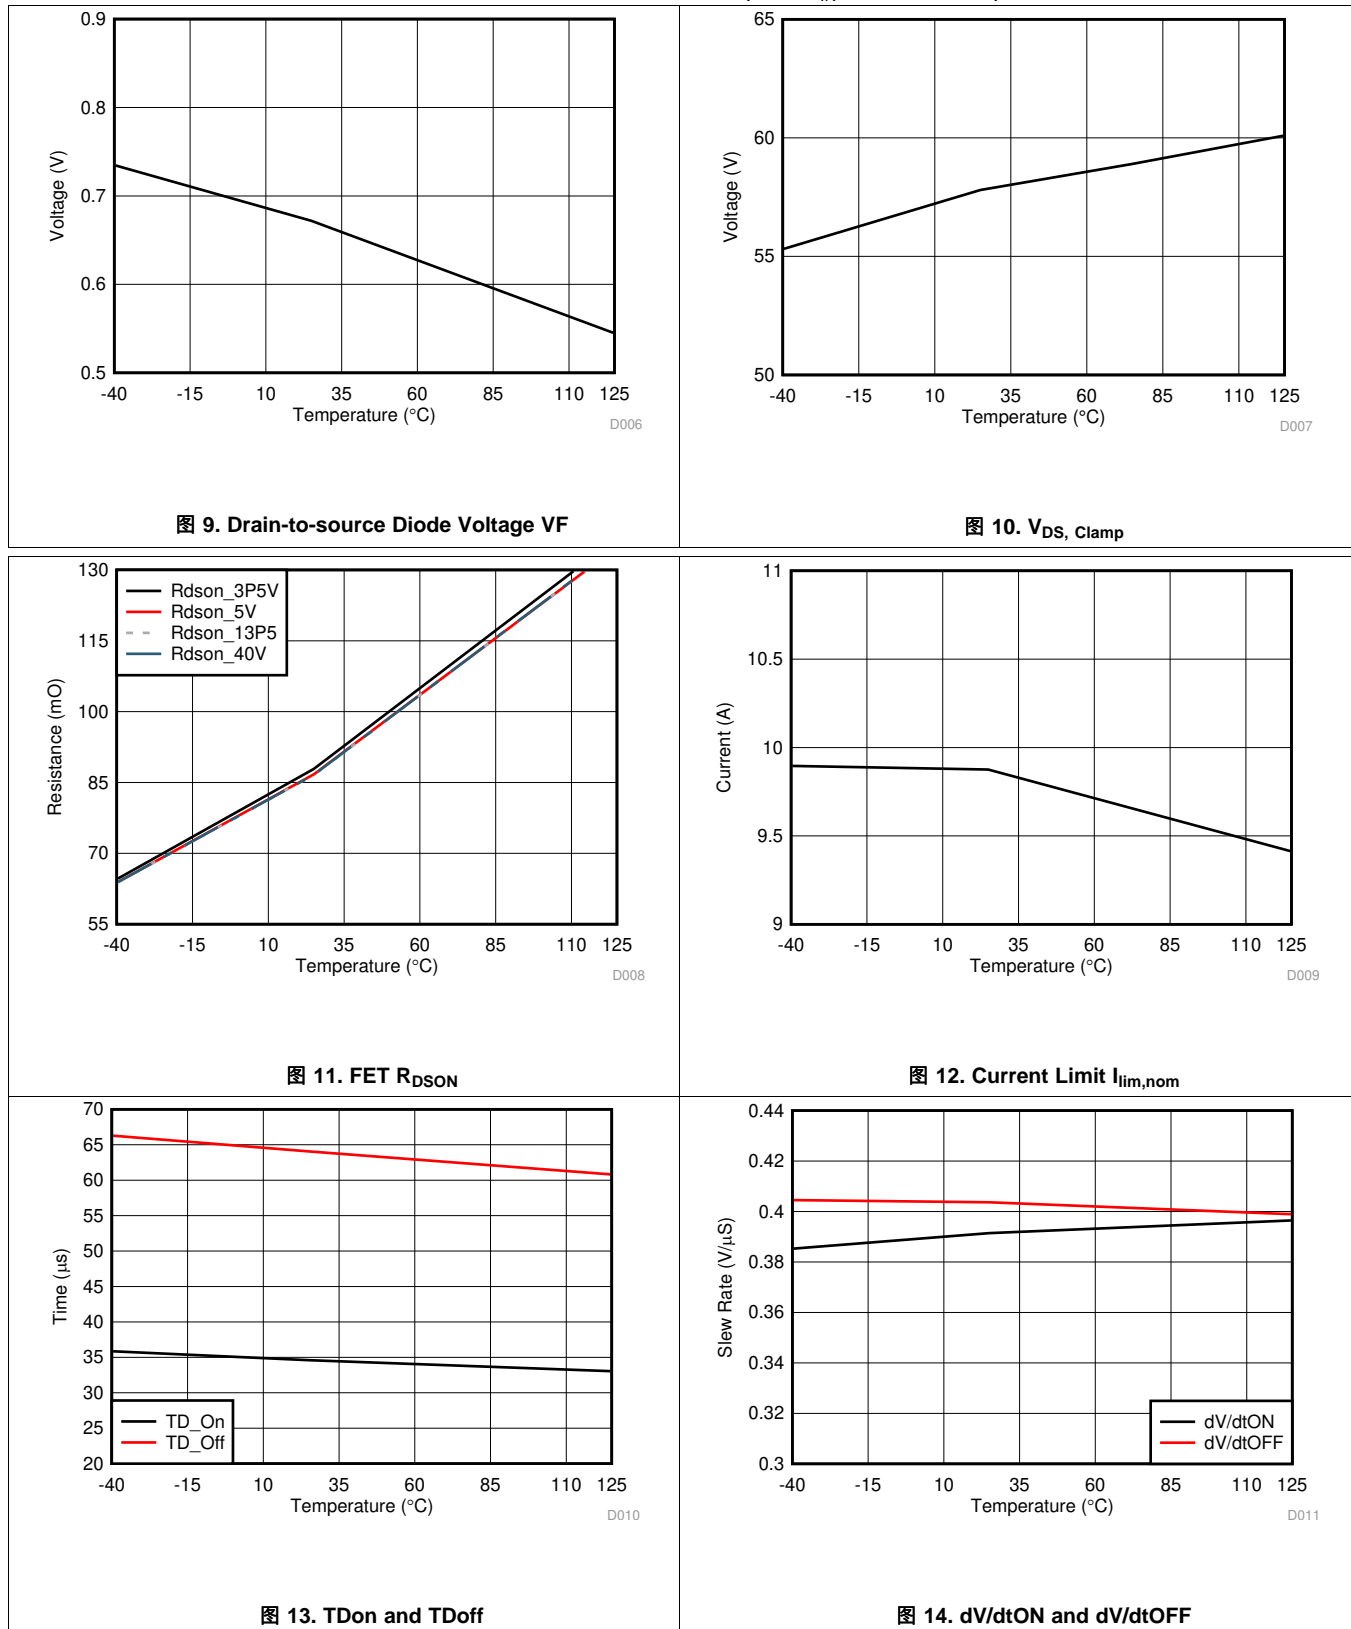 0.9
0.8
0.7
0.6
0.5
Voltage (V)
-40 -15 10 35 60 85 110 125
Temperature (°C)
D006
图 9. Drain-to-source Diode Voltage VF
65
60
55
50
Voltage (V)
-40 -15 10 35 60 85 110 125
Temperature (°C)
D007
图 10. VDS, Clamp
130
115
100
85
70
55
Resistance (mO)
Rdson_3P5V
Rdson_5V
Rdson_13P5
Rdson_40V
-40 -15 10 35 60 85 110 125
Temperature (°C)
D008
图 11. FET RDSON
11
10.5
10
9.5
9
Current (A)
-40 -15 10 35 60 85 110 125
Temperature (°C)
D009
图 12. Current Limit Ilim,nom
70
65
60
55
50
45
40
35
30
25
20
Time (μs)
TD_On
TD_Off
-40 -15 10 35 60 85 110 125
Temperature (°C)
D010
图 13. TDon and TDoff
0.44
0.42
0.4
0.38
0.36
0.34
0.32
0.3
Slew Rate (V/μS)
dV/dtON
dV/dtOFF
-40 -15 10 35 60 85 110 125
Temperature (°C)
D011
图 14. dV/dtON and dV/dtOFF